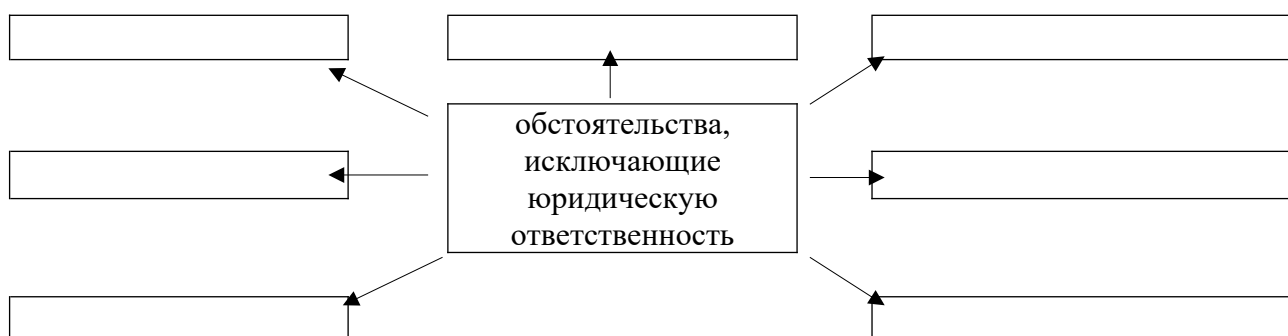 обстоятельства,
исключающие
юридическую
ответственность